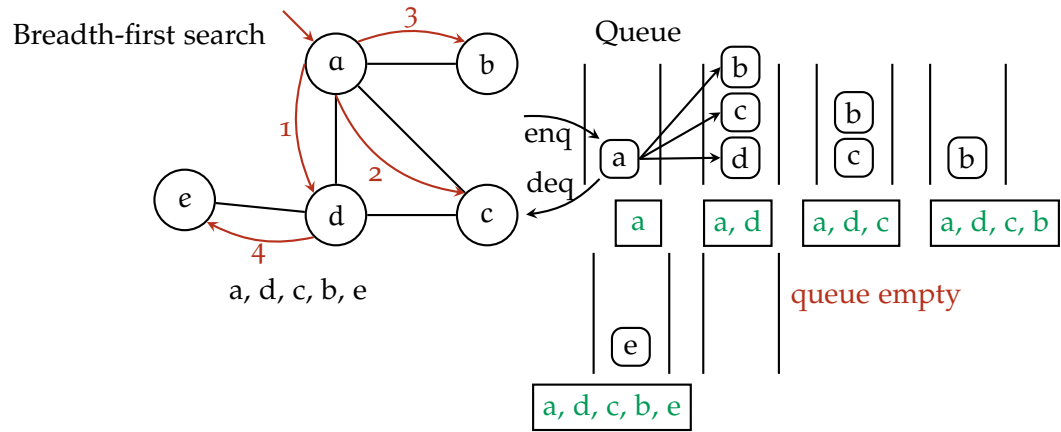 Breadth-first search
3
a
b
1
2
e
d
c
4
a, d, c, b, e
Queue
enq
deq
a
b
c
d
b
c
b
a
a, d
a, d, c
a, d, c, b
queue empty
e
a, d, c, b, e